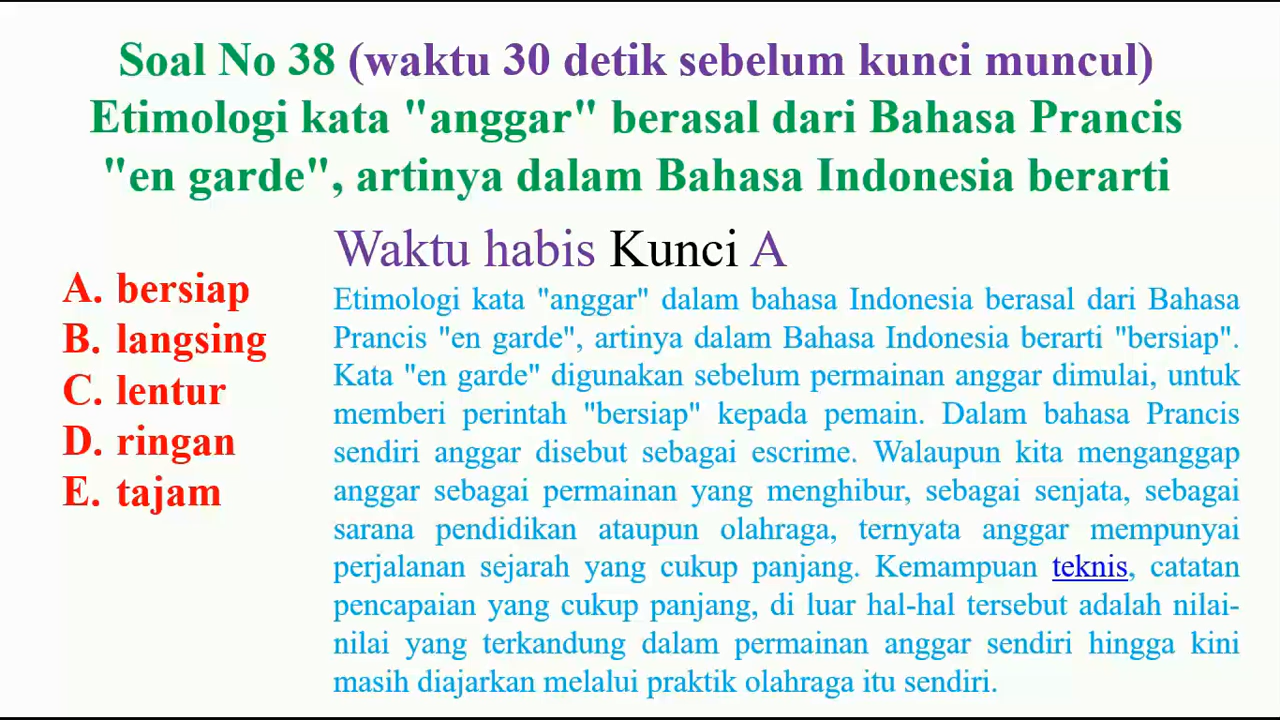 Soal No 38 (waktu 30 detik sebelum kunci muncul)
Etimologi kata "anggar" berasal dari Bahasa Prancis
"en garde", artinya dalam Bahasa Indonesia berarti
A. bersiap
B. langsing
C. lentur
D. ringan
E. tajam
Waktu habis Kunci A
Etimologi kata "anggar" dalam bahasa Indonesia berasal dari Bahasa
Prancis "en garde", artinya dalam Bahasa Indonesia berarti "bersiap".
Kata "en garde" digunakan sebelum permainan anggar dimulai, untuk
memberi perintah "bersiap" kepada pemain. Dalam bahasa Prancis
sendiri anggar disebut sebagai escrime. Walaupun kita menganggap
anggar sebagai permainan yang menghibur, sebagai senjata, sebagai
sarana pendidikan ataupun olahraga, ternyata anggar mempunyai
perjalanan sejarah yang cukup panjang. Kemampuan teknis, catatan
pencapaian yang cukup panjang, di luar hal-hal tersebut adalah nilai-
nilai yang terkandung dalam permainan anggar sendiri hingga kini
masih diajarkan melalui praktik olahraga itu sendiri.